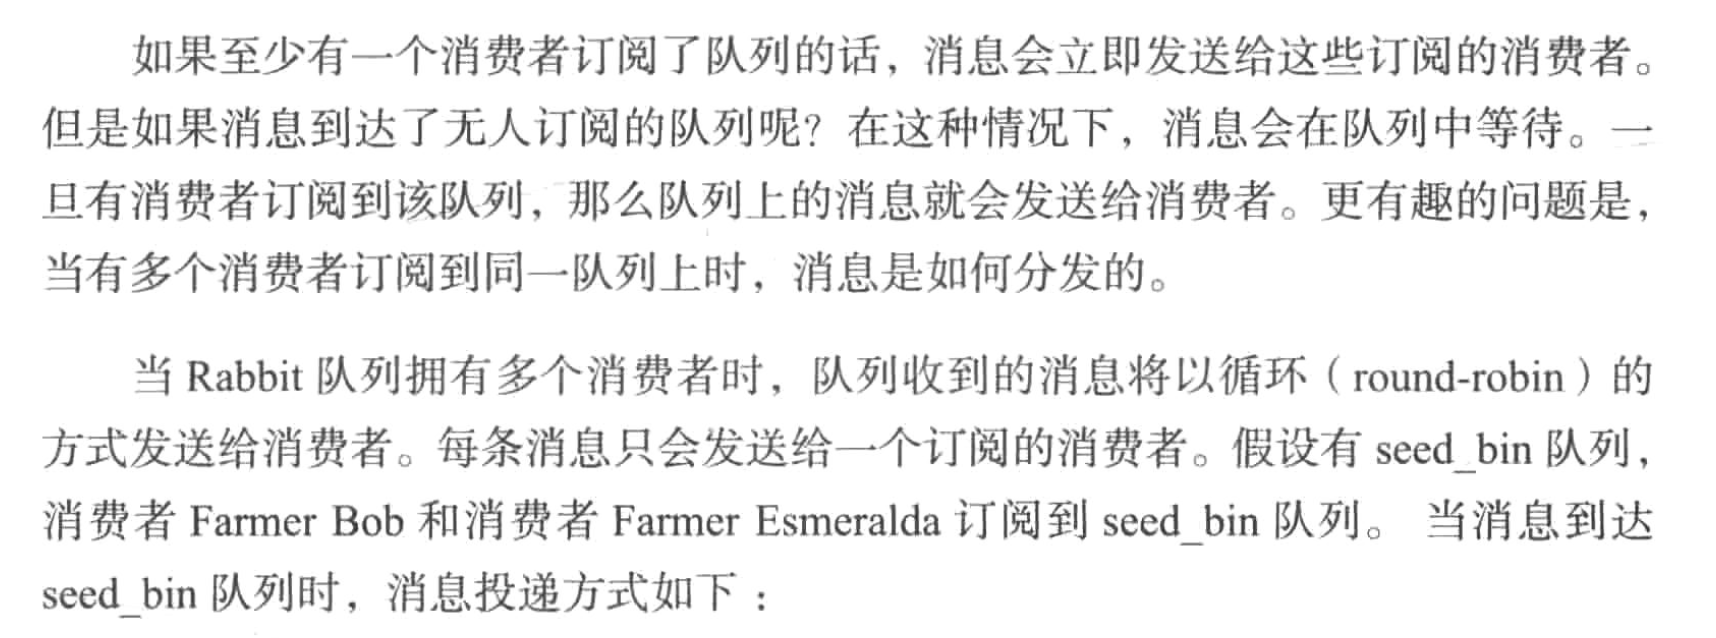 如果至少有一个消费者订阅了队列的话，消息会立即发送给这些订阅的消费者。
但是如果消息到达了无人订阅的队列呢？在这种情况下，消息会在队列中等待。一
旦有消费者订阅到该队列，那么队列上的消息就会发送给消费者。更有趣的问题是，
当有多个消费者订阅到同一队列上时，消息是如何分发的。
当 Rabbit 队列拥有多个消费者时，队列收到的消息将以循环（round-robin）的
方式发送给消费者。每条消息只会发送给一个订阅的消费者。假设有 seed_bin 队列，
消费者 Farmer Bob 和消费者 Farmer Esmeralda 订阅到 seed_bin 队列。 当消息到达
seed_bin 队列时，消息投递方式如下：